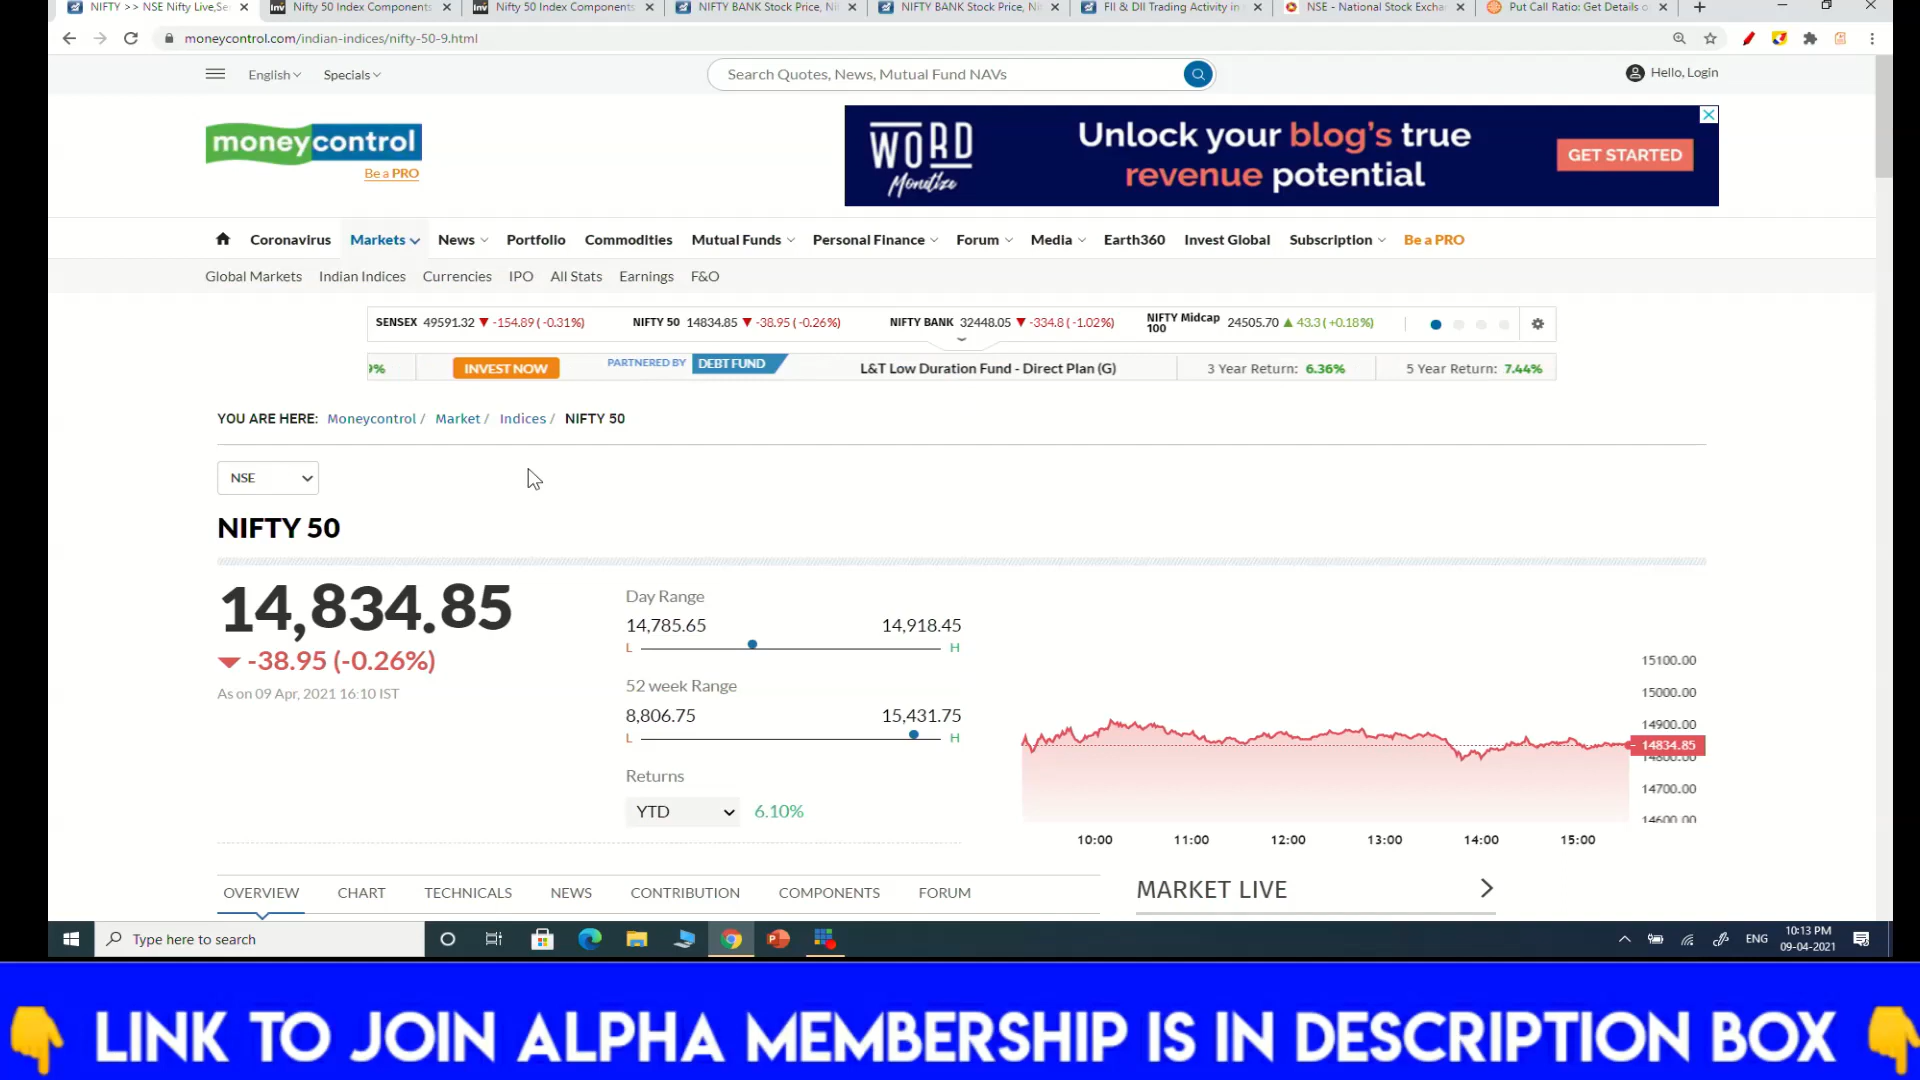 NIFTY >> NSE Nifty Live,Se
Nifty 50 Index Components
Nifty 50 Index Components
NIFTY BANK Stock Price, Ni
NIFTY BANK Stock Price, Ni
FII & DII Trading Activity in
NSE - National Stock Excha
Put Call Ratio: Get Details o
moneycontrol.com/indian-indices/nifty-50-9.html
English
Specials
Search Quotes, News, Mutual Fund NAVs
Hello, Login
moneycontrol
Be a PRO
WORD
Monetize
Unlock your blog's true
revenue potential
GET STARTED
Coronavirus Markets News Portfolio Commodities Mutual Funds Personal Finance Forum Media Earth360 Invest Global Subscription Be a PRO
Global Markets Indian Indices Currencies IPO All Stats Earnings F&O
SENSEX 49591.32 ▼ -154.89 (-0.31%) NIFTY 50 14834.85 ▼ -38.95 (-0.26%) NIFTY BANK 32448.05 ▼ -334.8 (-1.02%) NIFTY Midcap 100 24505.70 ▲ 43.3 (+0.18%)
% INVEST NOW PARTNERED BY DEBT FUND L&T Low Duration Fund - Direct Plan (G) 3 Year Return: 6.36% 5 Year Return: 7.44%
YOU ARE HERE: Moneycontrol / Market / Indices / NIFTY 50
NSE
NIFTY 50
14,834.85
▼ -38.95 (-0.26%)
As on 09 Apr, 2021 16:10 IST
Day Range
14,785.65 14,918.45
L H
52 week Range
8,806.75 15,431.75
L H
Returns
YTD 6.10%
15100.00
15000.00
14900.00
14834.85
14800.00
14700.00
14600.00
10:00 11:00 12:00 13:00 14:00 15:00
OVERVIEW CHART TECHNICALS NEWS CONTRIBUTION COMPONENTS FORUM
MARKET LIVE
Type here to search
ENG
10:13 PM
09-04-2021
👇 LINK TO JOIN ALPHA MEMBERSHIP IS IN DESCRIPTION BOX 👇